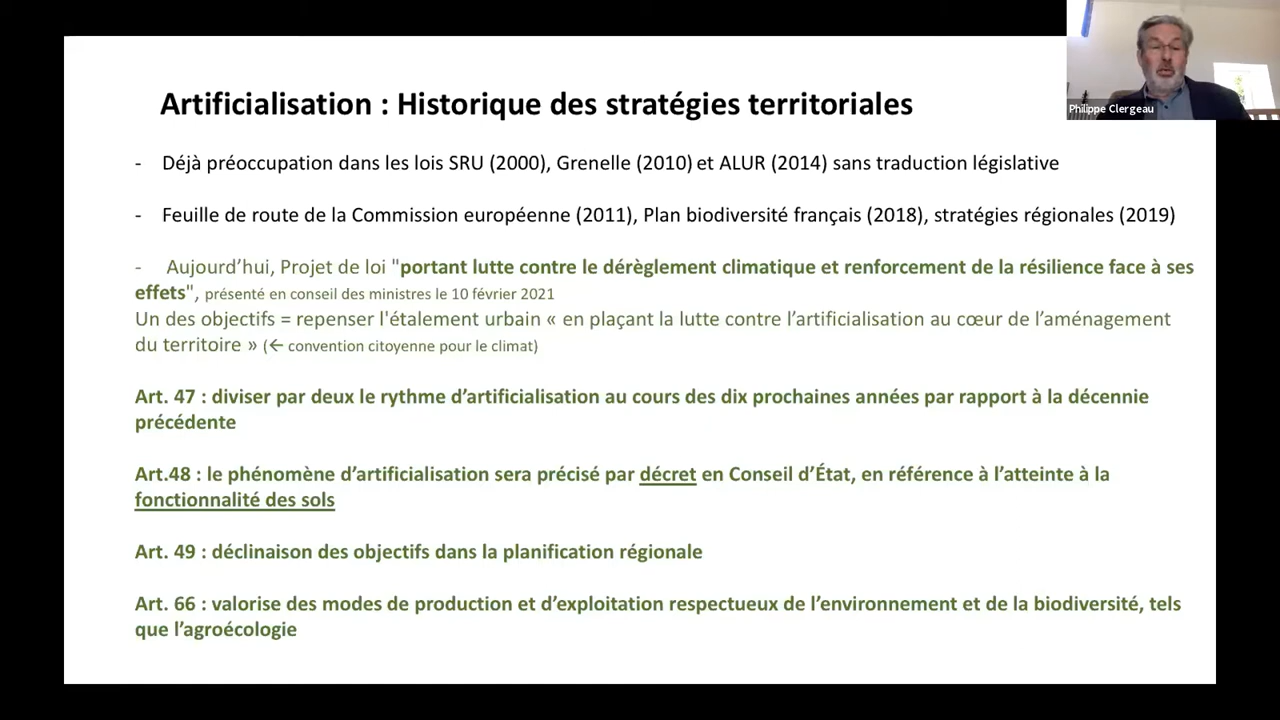 Philippe Clergeau
Artificialisation : Historique des stratégies territoriales
- Déjà préoccupation dans les lois SRU (2000), Grenelle (2010) et ALUR (2014) sans traduction législative
- Feuille de route de la Commission européenne (2011), Plan biodiversité français (2018), stratégies régionales (2019)
- Aujourd’hui, Projet de loi "portant lutte contre le dérèglement climatique et renforcement de la résilience face à ses
effets", présenté en conseil des ministres le 10 février 2021
Un des objectifs = repenser l'étalement urbain « en plaçant la lutte contre l’artificialisation au cœur de l’aménagement
du territoire » (← convention citoyenne pour le climat)
Art. 47 : diviser par deux le rythme d’artificialisation au cours des dix prochaines années par rapport à la décennie
précédente
Art.48 : le phénomène d’artificialisation sera précisé par décret en Conseil d’État, en référence à l’atteinte à la
fonctionnalité des sols
Art. 49 : déclinaison des objectifs dans la planification régionale
Art. 66 : valorise des modes de production et d’exploitation respectueux de l’environnement et de la biodiversité, tels
que l’agroécologie